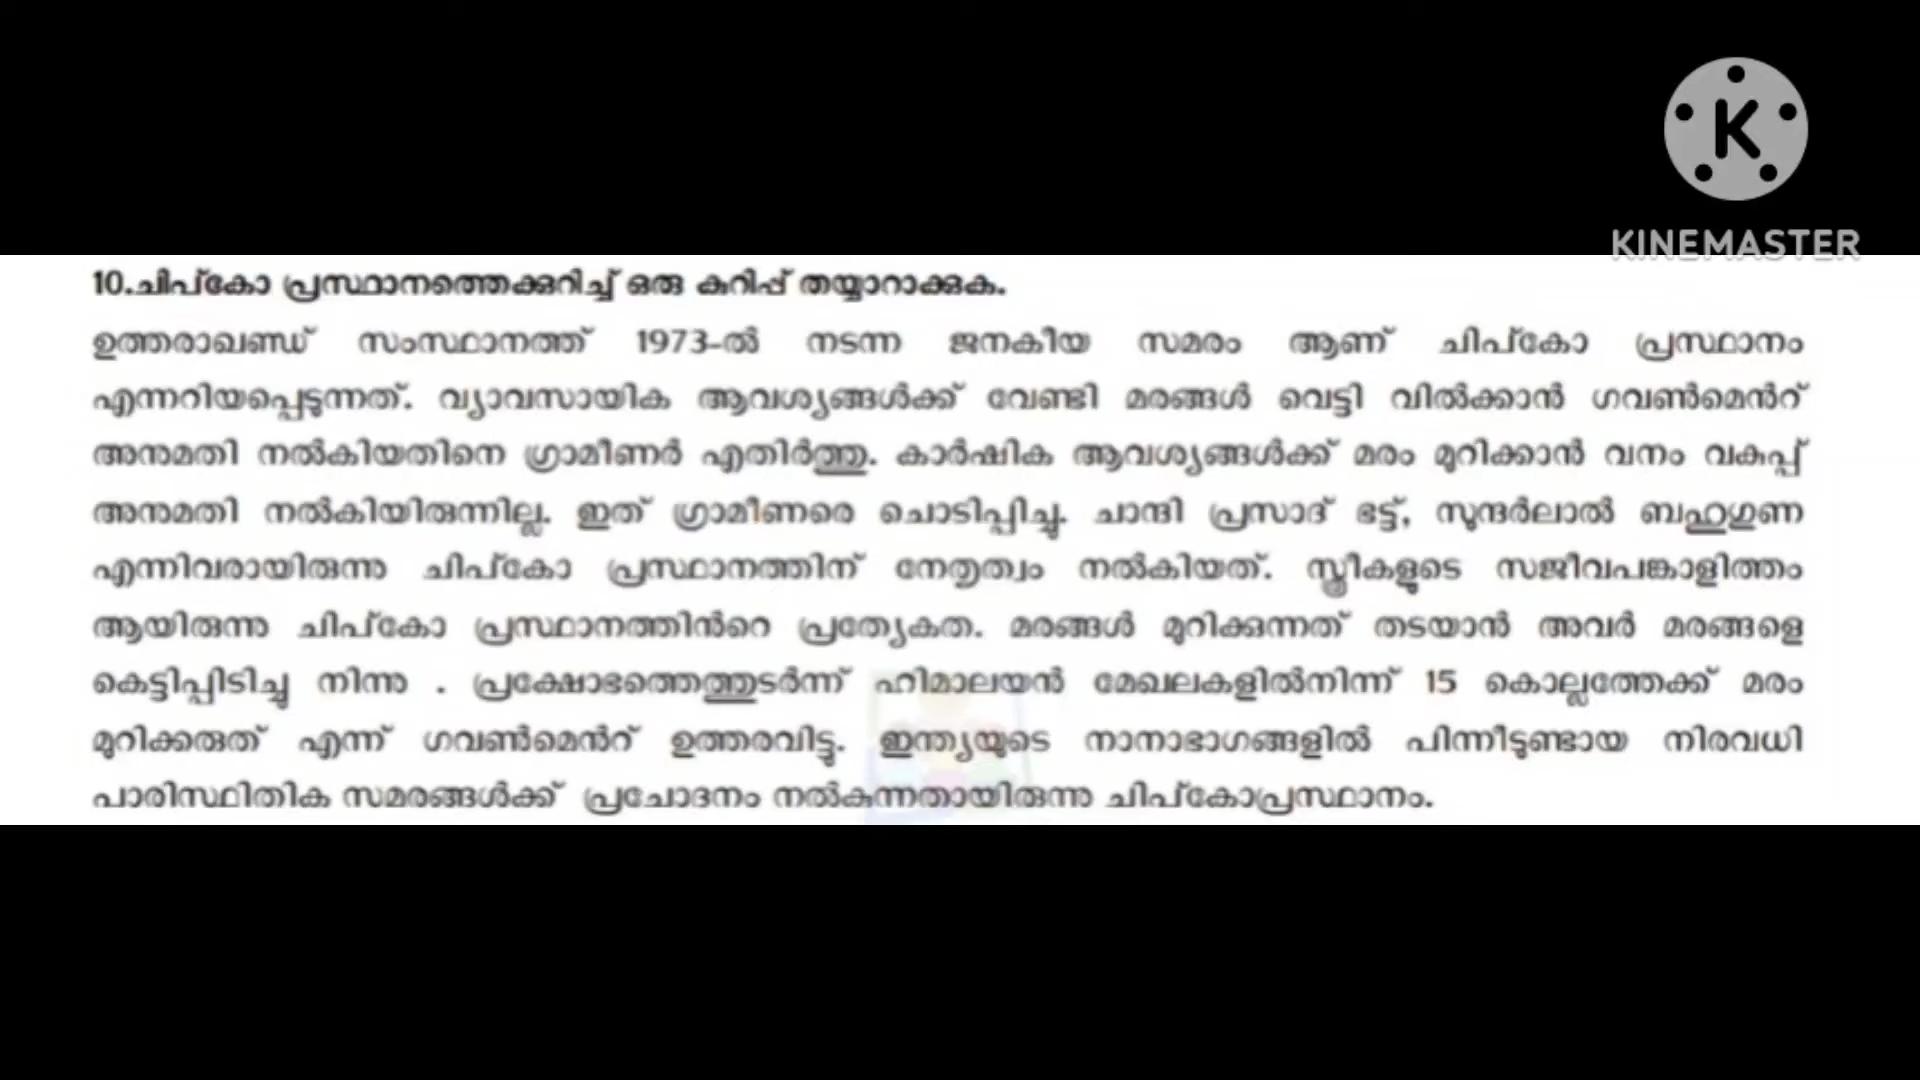 KINEMASTER
10.ചിപ്കോ പ്രസ്ഥാനത്തെക്കുറിച്ച് ഒരു കുറിപ്പ് തയ്യാറാക്കുക.
ഉത്തരാഖണ്ഡ് സംസ്ഥാനത്ത് 1973-ൽ നടന്ന ജനകീയ സമരം ആണ് ചിപ്കോ പ്രസ്ഥാനം
എന്നറിയപ്പെടുന്നത്. വ്യാവസായിക ആവശ്യങ്ങൾക്ക് വേണ്ടി മരങ്ങൾ വെട്ടി വിൽക്കാൻ ഗവൺമെൻറ്
അനുമതി നൽകിയതിനെ ഗ്രാമീണർ എതിർത്തു. കാർഷിക ആവശ്യങ്ങൾക്ക് മരം മുറിക്കാൻ വനം വകുപ്പ്
അനുമതി നൽകിയിരുന്നില്ല. ഇത് ഗ്രാമീണരെ ചൊടിപ്പിച്ചു. ചാന്ദി പ്രസാദ് ഭട്ട്, സുന്ദർലാൽ ബഹുഗുണ
എന്നിവരായിരുന്നു ചിപ്കോ പ്രസ്ഥാനത്തിന് നേതൃത്വം നൽകിയത്. സ്ത്രീകളുടെ സജീവപങ്കാളിത്തം
ആയിരുന്നു ചിപ്കോ പ്രസ്ഥാനത്തിൻറെ പ്രത്യേകത. മരങ്ങൾ മുറിക്കുന്നത് തടയാൻ അവർ മരങ്ങളെ
കെട്ടിപ്പിടിച്ചു നിന്നു . പ്രക്ഷോഭത്തെത്തുടർന്ന് ഹിമാലയൻ മേഖലകളിൽനിന്ന് 15 കൊല്ലത്തേക്ക് മരം
മുറിക്കരുത് എന്ന് ഗവൺമെൻറ് ഉത്തരവിട്ടു. ഇന്ത്യയുടെ നാനാഭാഗങ്ങളിൽ പിന്നീടുണ്ടായ നിരവധി
പാരിസ്ഥിതിക സമരങ്ങൾക്ക് പ്രചോദനം നൽകുന്നതായിരുന്നു ചിപ്കോപ്രസ്ഥാനം.